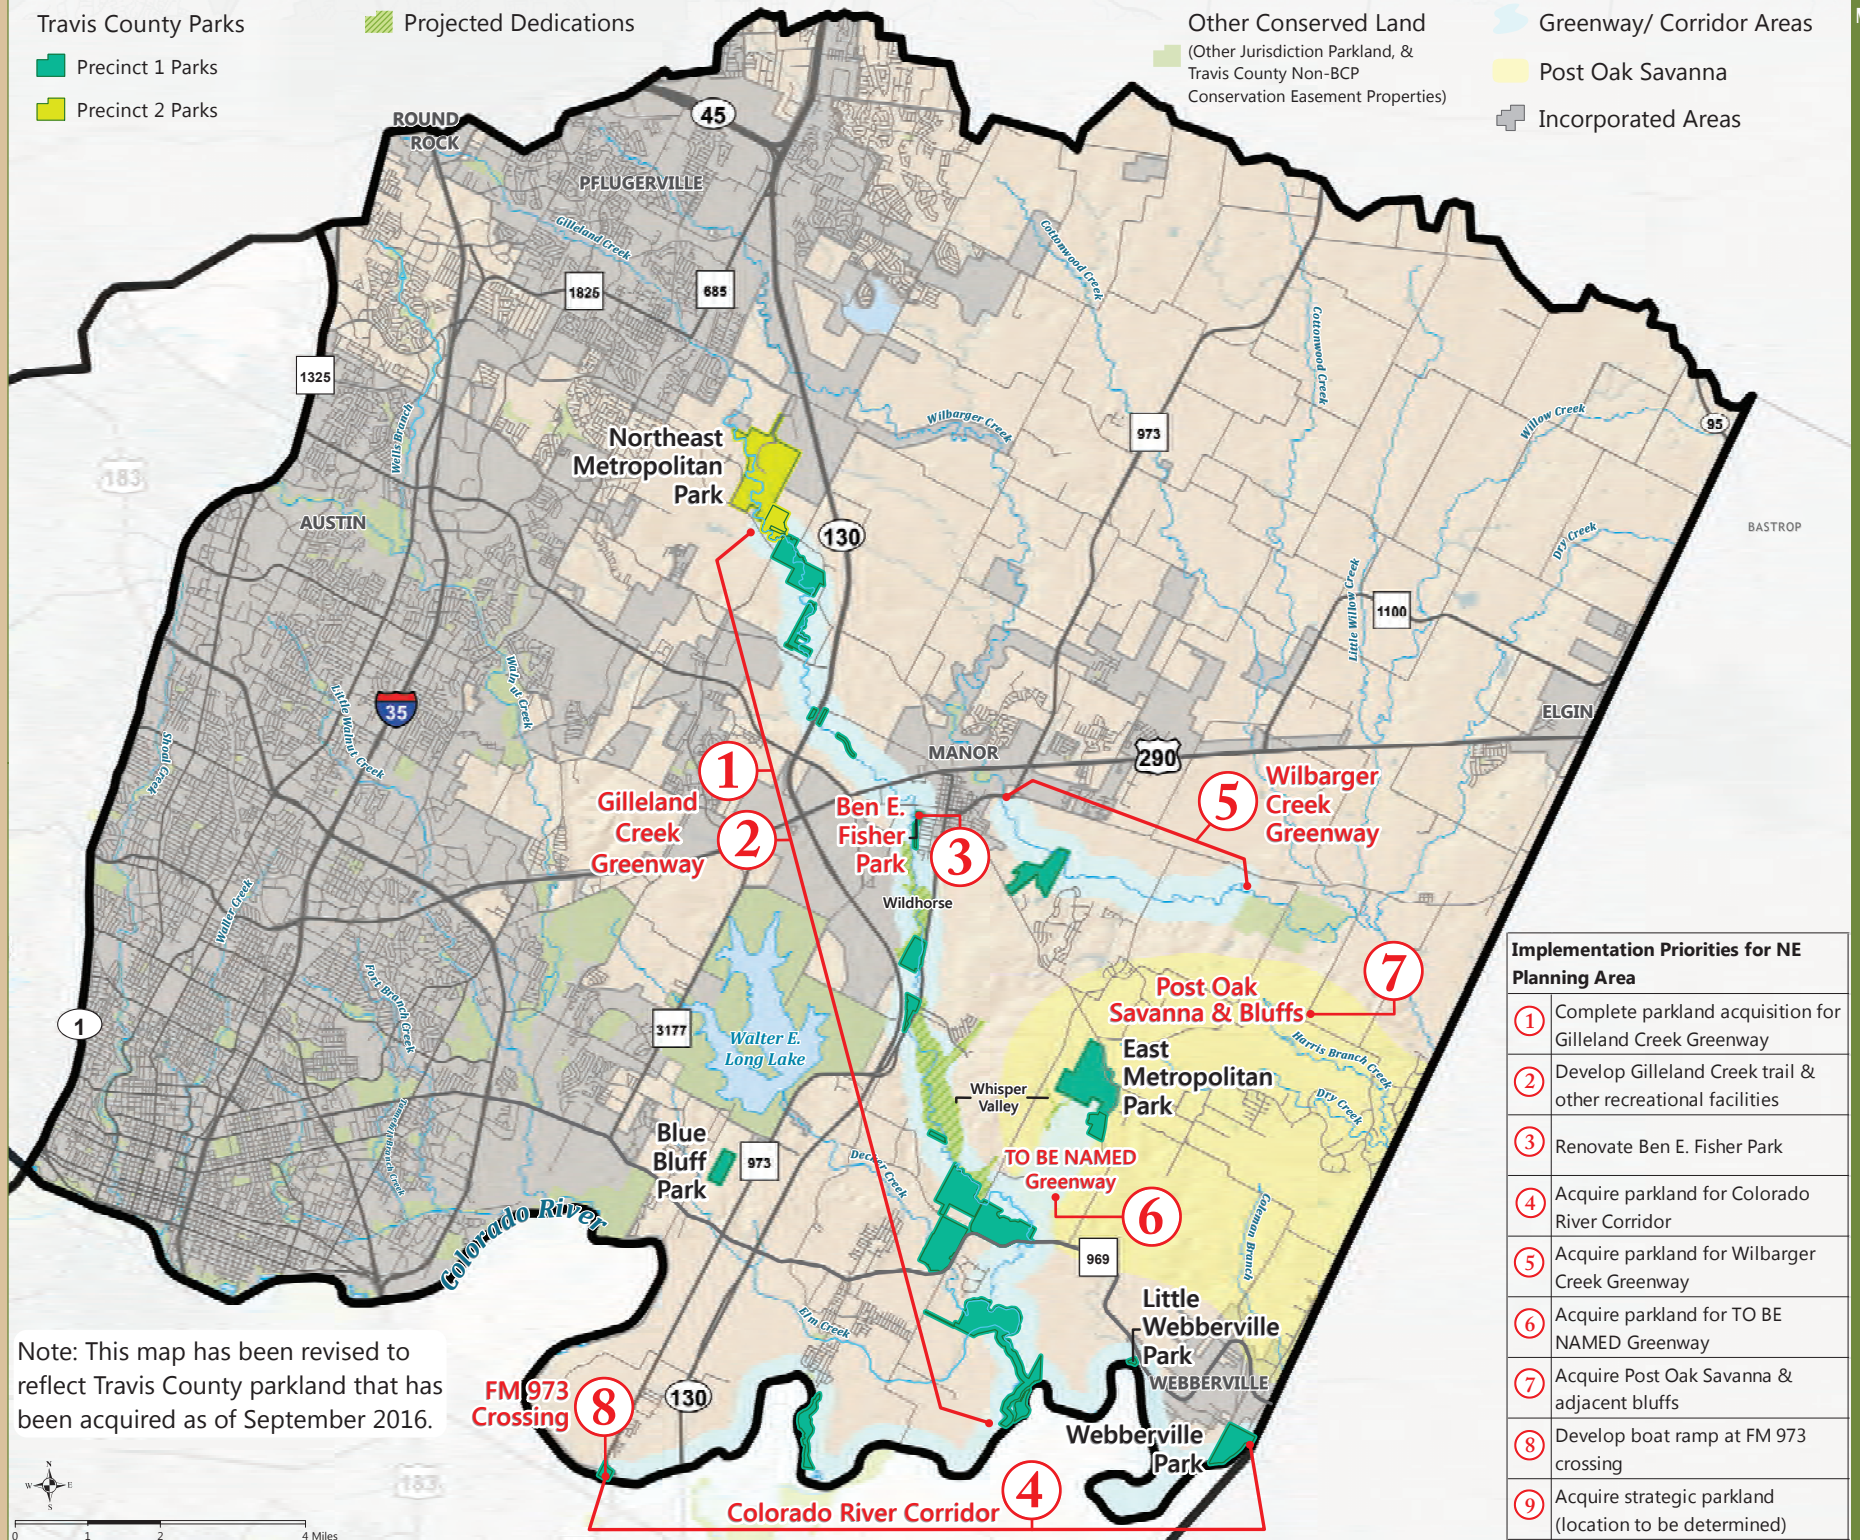 Travis County Parks
Precinct 1 Parks
Precinct 2 Parks
Projected Dedications
Other Conserved Land
(Other Jurisdiction Parkland, &
Travis County Non-BCP
Conservation Easement Properties)
Greenway/ Corridor Areas
Post Oak Savanna
Incorporated Areas
M
ROUND
ROCK
45
PFLUGERVILLE
Gilleland Creek
1825
685
Cottonwood Creek
Cottonwood Creek
1325
Wells Branch
Wilbarger Creek
973
Willow Creek
95
183
Northeast
Metropolitan
Park
AUSTIN
130
BASTROP
Dry Creek
Little Willow Creek
1100
Walnut Creek
Little Walnut Creek
35
Shoal Creek
ELGIN
MANOR
290
1
2
Gilleland
Creek
Greenway
Ben E.
Fisher
Park
3
5
Wilbarger
Creek
Greenway
Wildhorse
Waller Creek
Fort Branch Creek
1
3177
Walter E.
Long Lake
7
Post Oak
Savanna & Bluffs
Harris Branch Creek
Dry Creek
East
Metropolitan
Park
Whisper
Valley
Tannehill Branch Creek
Blue
Bluff
Park
973
Decker Creek
TO BE NAMED
Greenway
6
Coleman Branch
Colorado River
969
Elm Creek
Little
Webberville
Park
WEBBERVILLE
Webberville
Park
FM 973
Crossing
8
130
183
4
Colorado River Corridor
Note: This map has been revised to
reflect Travis County parkland that has
been acquired as of September 2016.
N
W E
S
0 1 2 4 Miles
Implementation Priorities for NE
Planning Area
1 Complete parkland acquisition for
Gilleland Creek Greenway
2 Develop Gilleland Creek trail &
other recreational facilities
3 Renovate Ben E. Fisher Park
4 Acquire parkland for Colorado
River Corridor
5 Acquire parkland for Wilbarger
Creek Greenway
6 Acquire parkland for TO BE
NAMED Greenway
7 Acquire Post Oak Savanna &
adjacent bluffs
8 Develop boat ramp at FM 973
crossing
9 Acquire strategic parkland
(location to be determined)